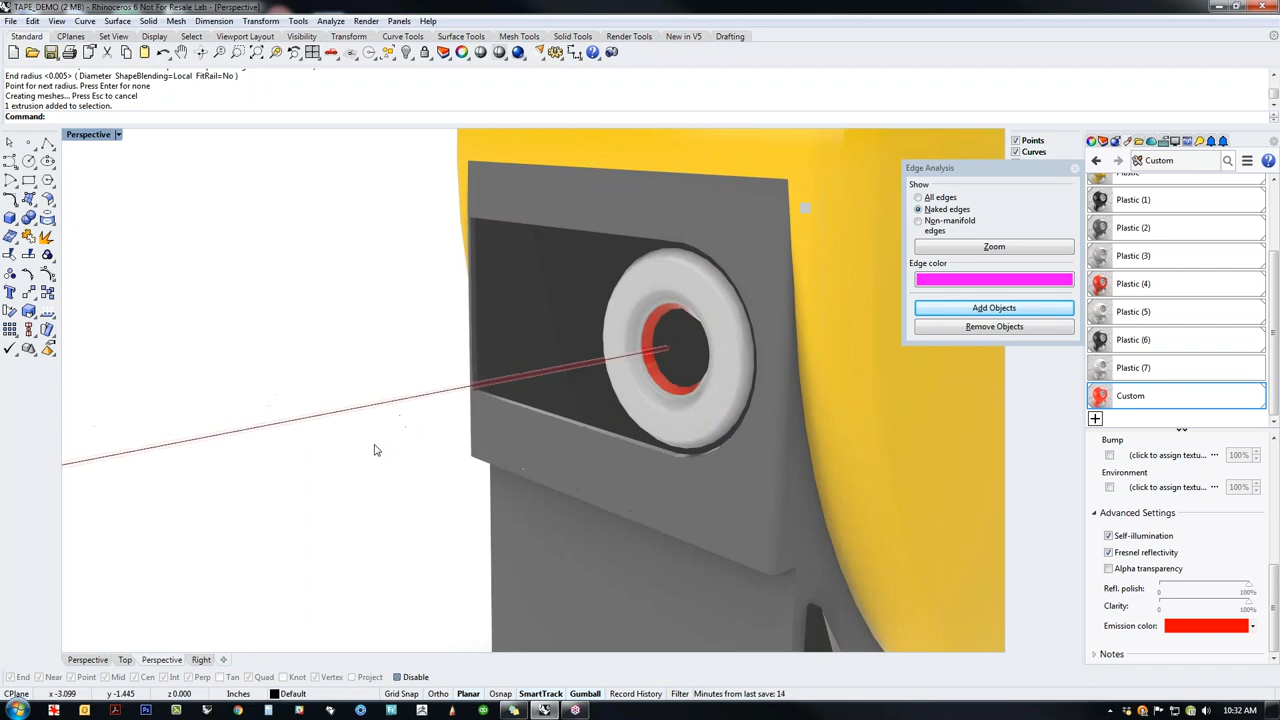 TAPE_DEMO (2 MB) - Rhinoceros 6 Not For Resale Lab - [Perspective]
File Edit View Curve Surface Solid Mesh Dimension Transform Tools Analyze Render Panels Help
Standard CPlanes Set View Display Select Viewport Layout Visibility Transform Curve Tools Surface Tools Mesh Tools Solid Tools Render Tools New in V5 Drafting
End radius <0.005> ( Diameter ShapeBlending=Local FitRail=No )
Point for next radius. Press Enter for none
Creating meshes... Press Esc to cancel
1 extrusion added to selection.
Command:
Perspective
Points
Curves
Edge Analysis
Show
All edges
Naked edges
Non-manifold
edges
Zoom
Edge color
Add Objects
Remove Objects
Custom
Plastic (1)
Plastic (2)
Plastic (3)
Plastic (4)
Plastic (5)
Plastic (6)
Plastic (7)
Custom
Bump
(click to assign textu... ... 100%
Environment
(click to assign textu... ... 100%
Advanced Settings
Self-illumination
Fresnel reflectivity
Alpha transparency
Refl. polish:
0 100%
Clarity:
0 100%
Emission color:
Notes
Perspective Top Perspective Right
End Near Point Mid Cen Int Perp Tan Quad Knot Vertex Project Disable
CPlane x -3.099 y -1.445 z 0.000 Inches Default Grid Snap Ortho Planar Osnap SmartTrack Gumball Record History Filter Minutes from last save: 14
10:32 AM